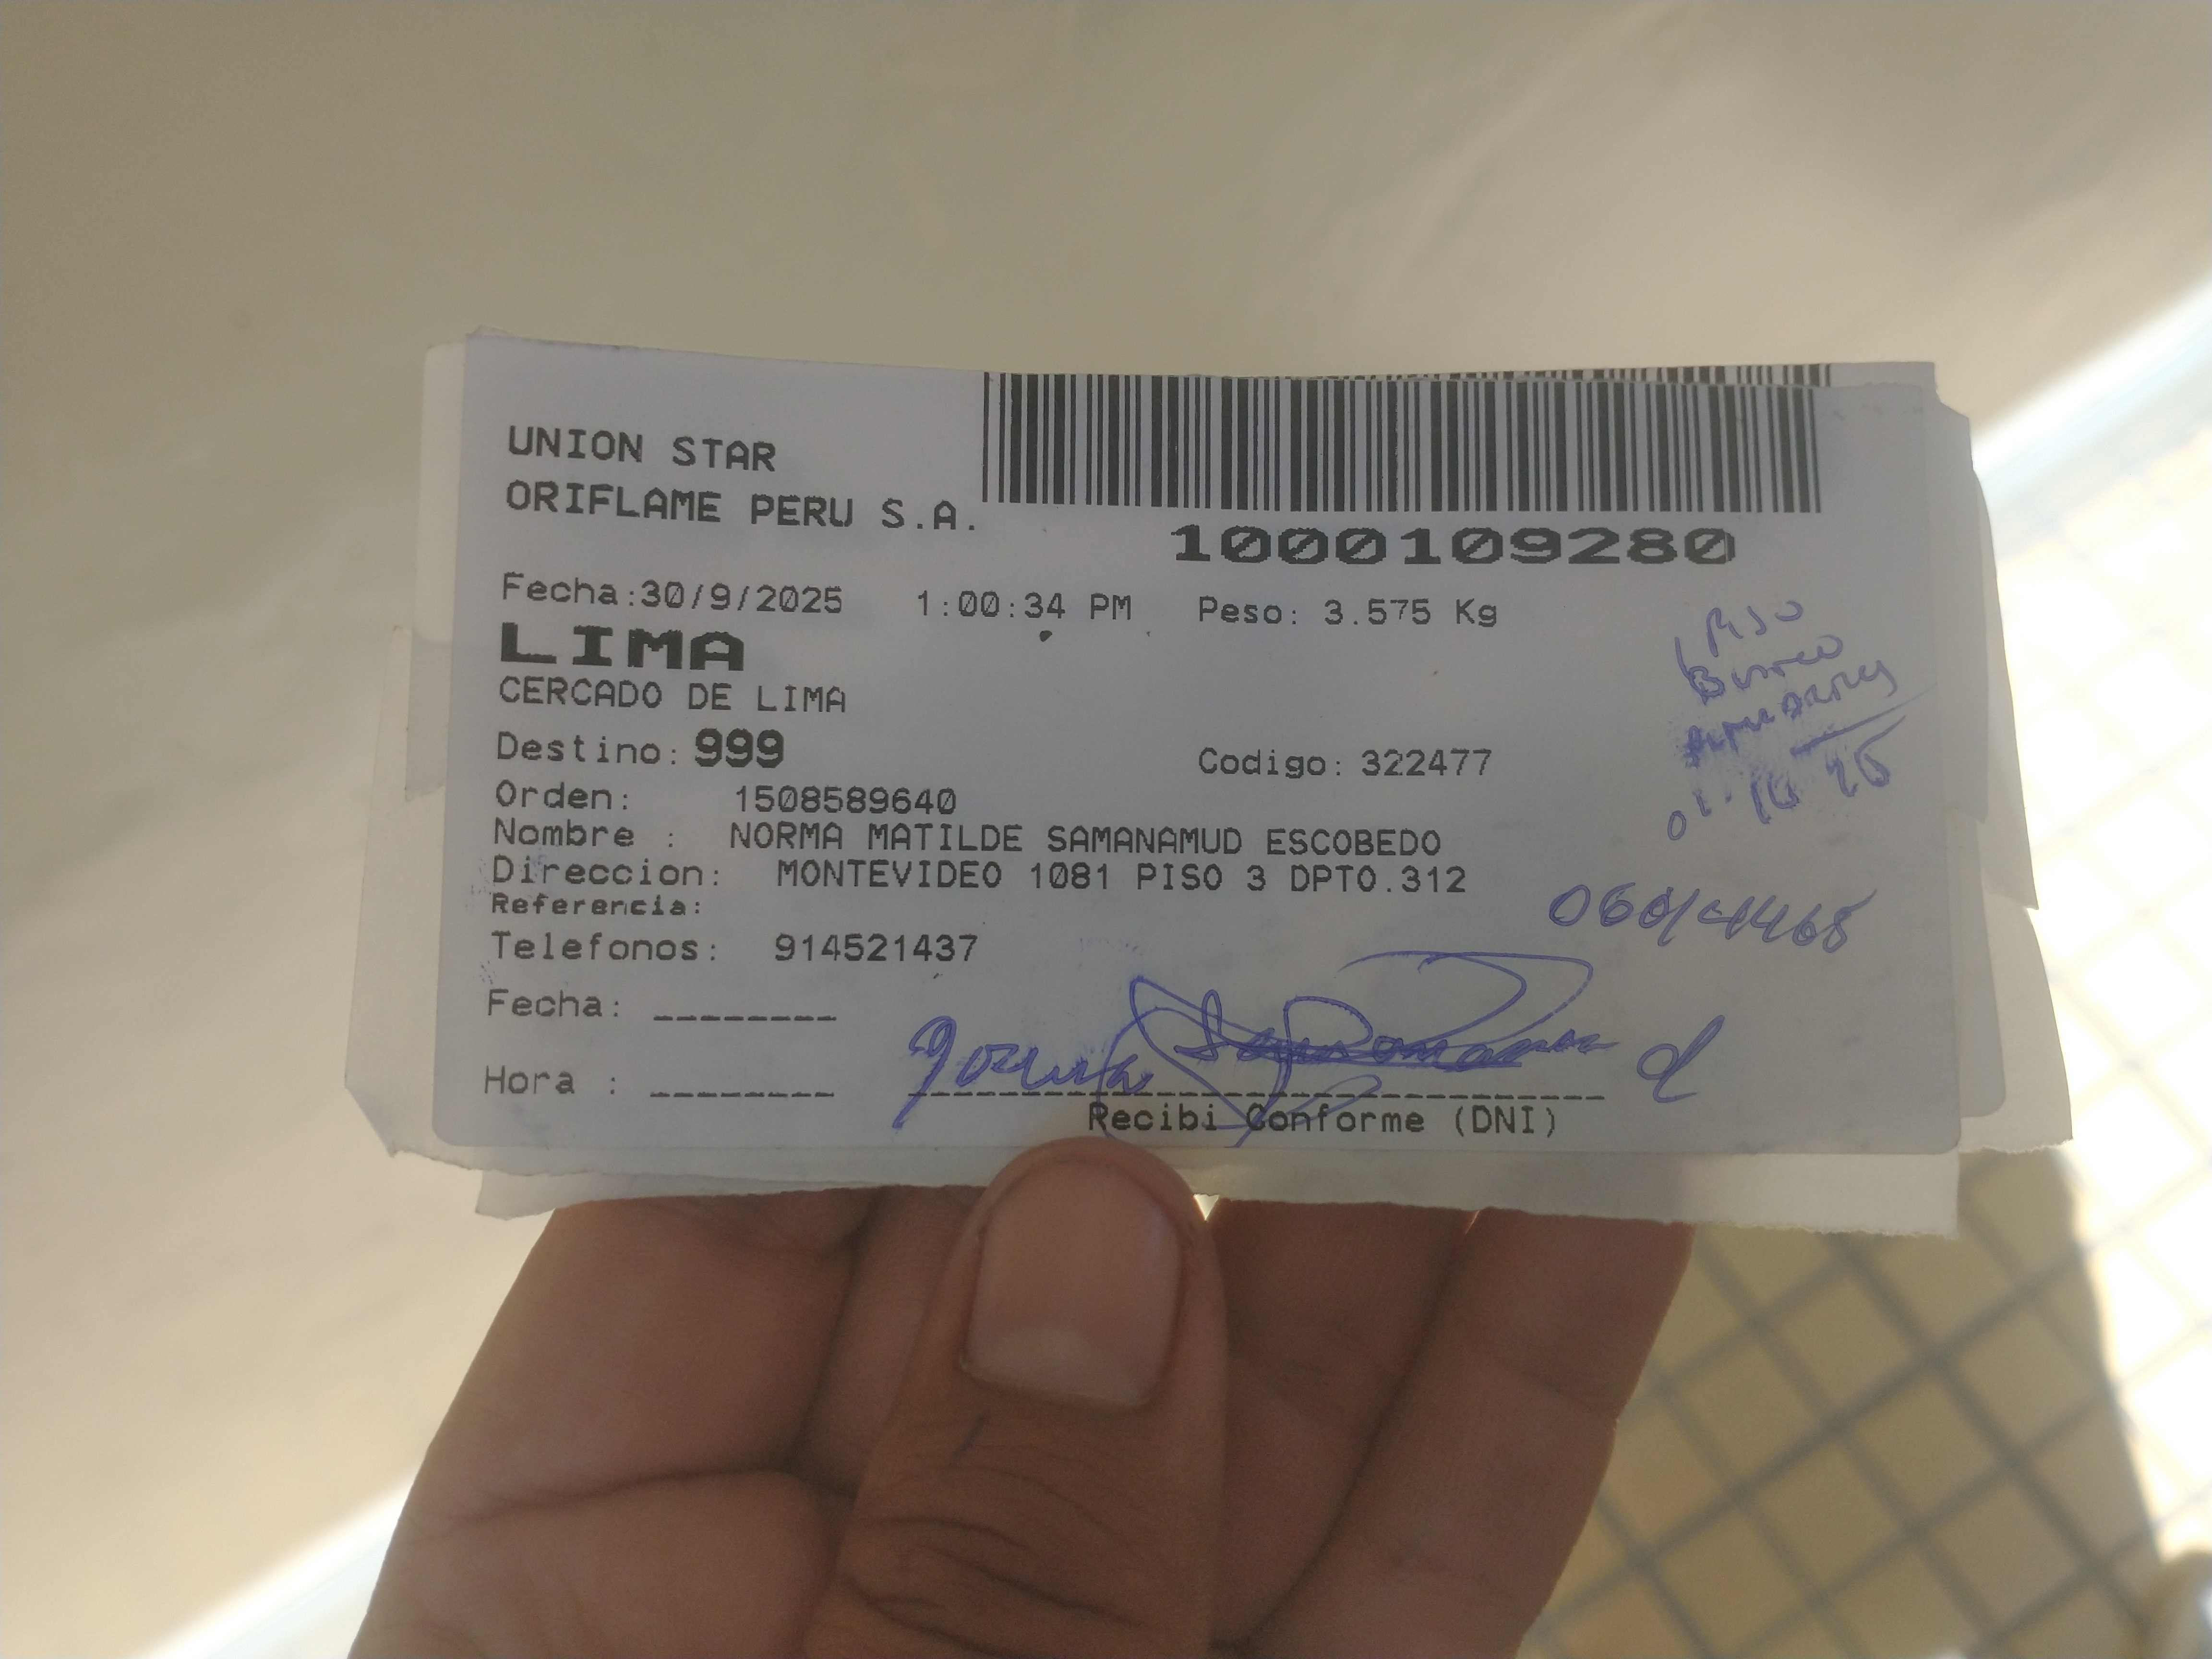 UNION STAR
ORIFLAME PERU S.A.
1000109280
Fecha:30/9/2025 1:00:34 PM Peso: 3.575 Kg
LIMA
CERCADO DE LIMA
Destino: 999 Codigo: 322477
Orden: 1508589640
Nombre : NORMA MATILDE SAMANAMUD ESCOBEDO
Direccion: MONTEVIDEO 1081 PISO 3 DPTO.312
Referencia:
Telefonos: 914521437
Fecha: ________
Hora : ________
Recibi Conforme (DNI)